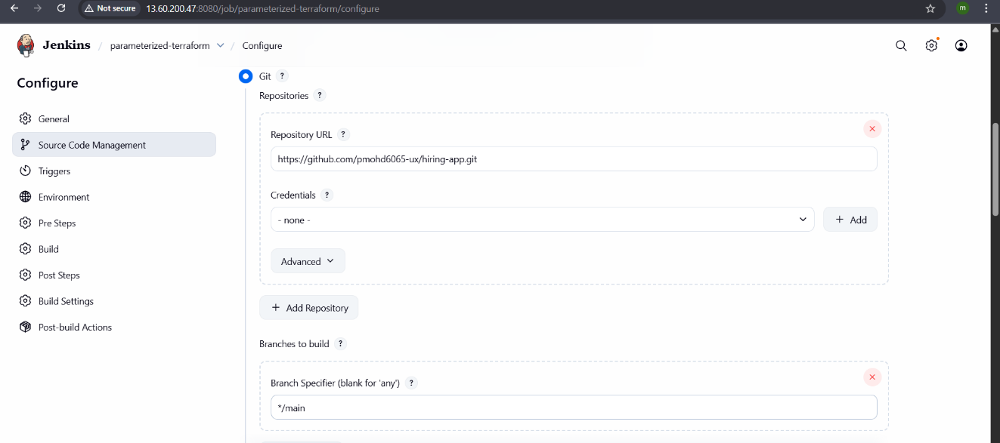 Not secure 13.60.200.47:8080/job/parameterized-terraform/configure m
Jenkins / parameterized-terraform / Configure
Configure
General
Source Code Management
Triggers
Environment
Pre Steps
Build
Post Steps
Build Settings
Post-build Actions
Git ?
Repositories ?
Repository URL ?
https://github.com/pmohd6065-ux/hiring-app.git
Credentials ?
- none -
+ Add
Advanced
+ Add Repository
Branches to build ?
Branch Specifier (blank for 'any') ?
*/main